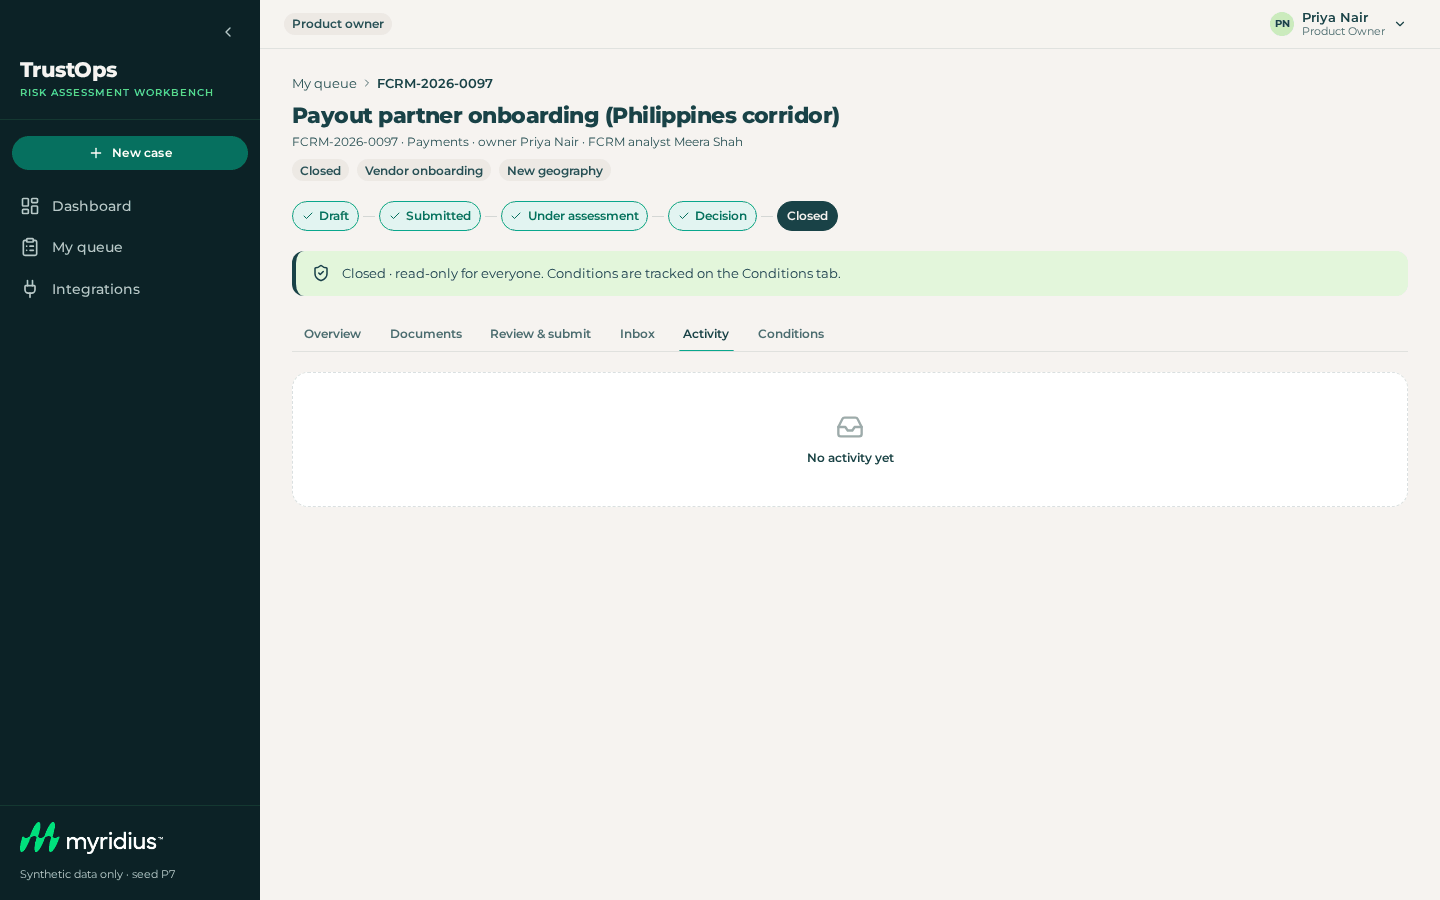 Product owner
PN
Priya Nair
Product Owner
TrustOps
RISK ASSESSMENT WORKBENCH
New case
Dashboard
My queue
Integrations
myridius™
Synthetic data only · seed P7
My queue > FCRM-2026-0097
Payout partner onboarding (Philippines corridor)
FCRM-2026-0097 · Payments · owner Priya Nair · FCRM analyst Meera Shah
Closed Vendor onboarding New geography
Draft Submitted Under assessment Decision Closed
Closed · read-only for everyone. Conditions are tracked on the Conditions tab.
Overview Documents Review & submit Inbox Activity Conditions
No activity yet